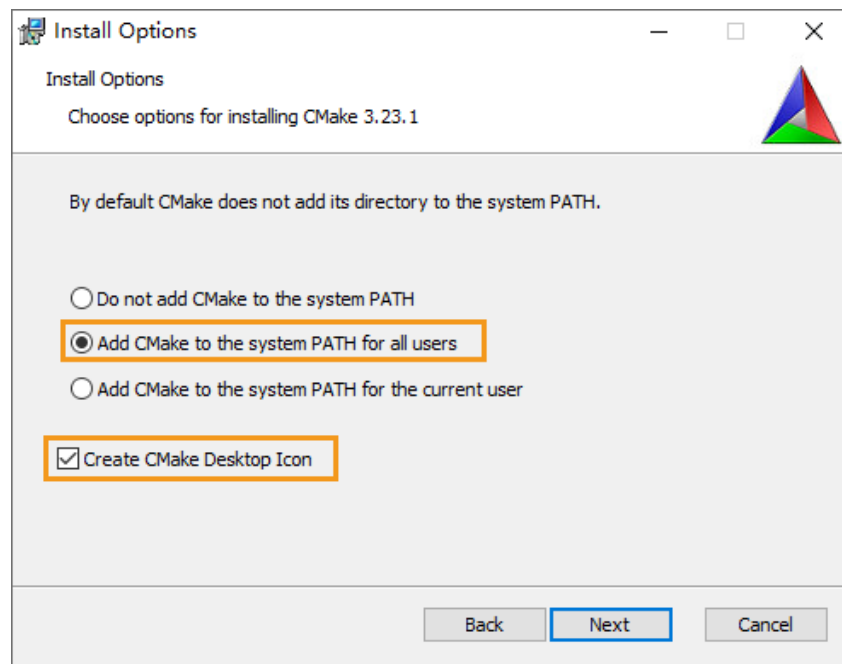 Install Options
Install Options
Choose options for installing CMake 3.23.1
By default CMake does not add its directory to the system PATH.
Do not add CMake to the system PATH
Add CMake to the system PATH for all users
Add CMake to the system PATH for the current user
Create CMake Desktop Icon
Back Next Cancel